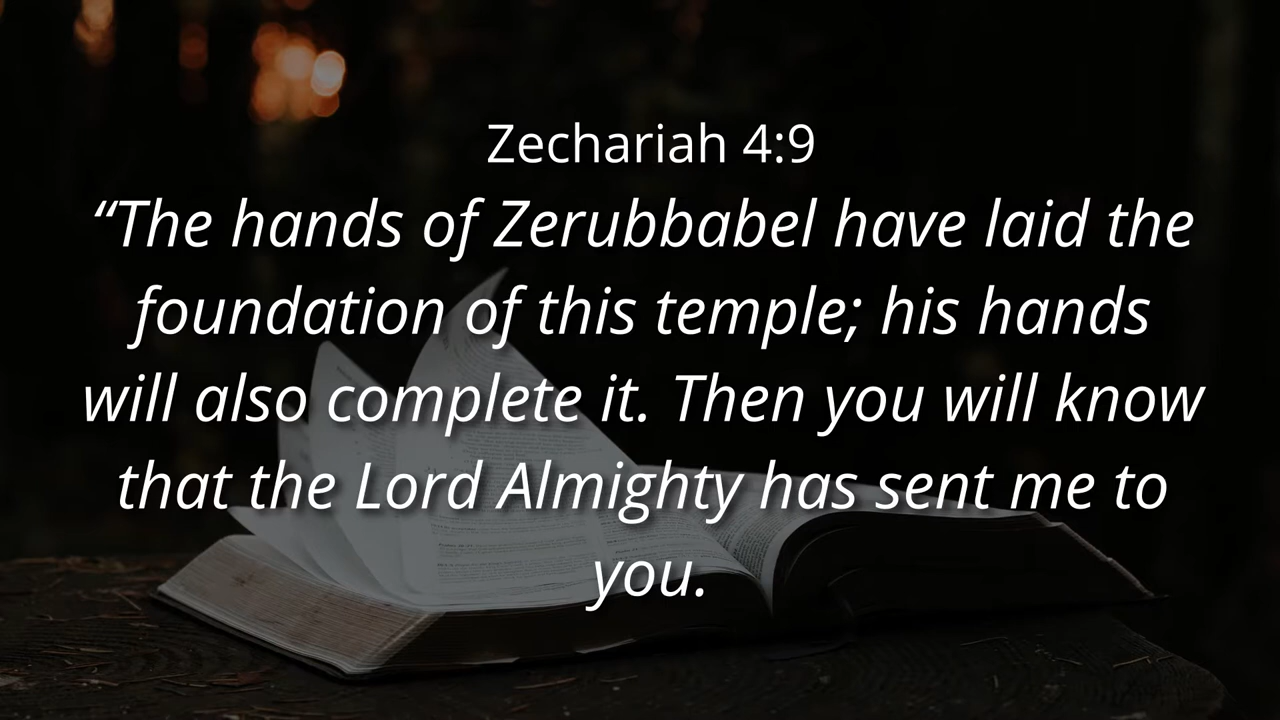 Zechariah 4:9
“The hands of Zerubbabel have laid the
foundation of this temple; his hands
will also complete it. Then you will know
that the Lord Almighty has sent me to
you.